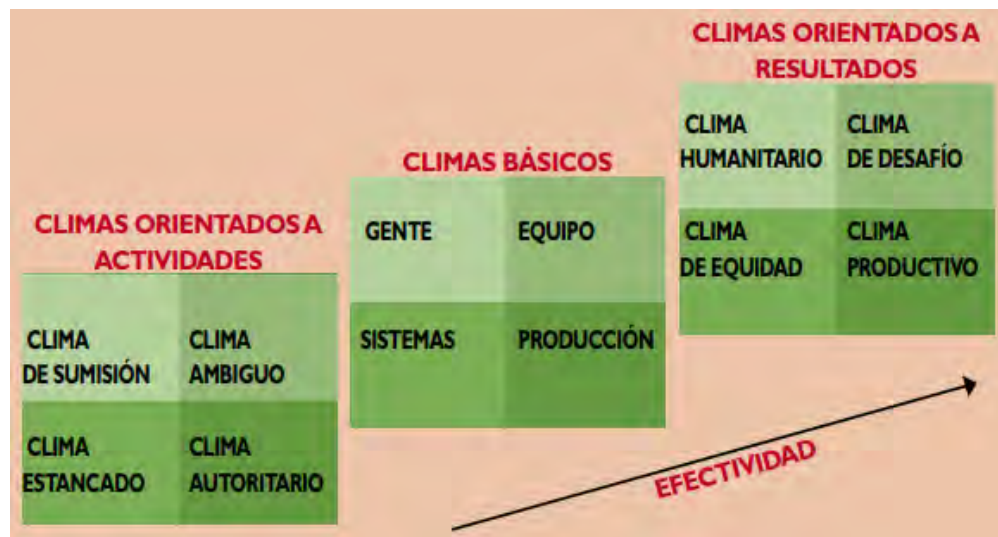 CLIMAS ORIENTADOS A
ACTIVIDADES
CLIMA
DE SUMISIÓN
CLIMA
AMBIGUO
CLIMA
ESTANCADO
CLIMA
AUTORITARIO
CLIMAS BÁSICOS
GENTE
EQUIPO
SISTEMAS
PRODUCCIÓN
CLIMAS ORIENTADOS A
RESULTADOS
CLIMA
HUMANITARIO
CLIMA
DE DESAFÍO
CLIMA
DE EQUIDAD
CLIMA
PRODUCTIVO
EFECTIVIDAD